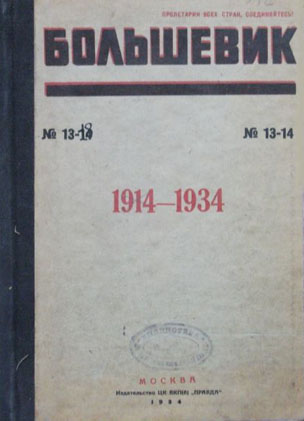 ПРОЛЕТАРИИ ВСЕХ СТРАН, СОЕДИНЯЙТЕСЬ!
БОЛЬШЕВИК
№ 13-14 № 13-14
18
1914—1934
МОСКВА
Издательство ЦК ВКП(б) „ПРАВДА"
1934